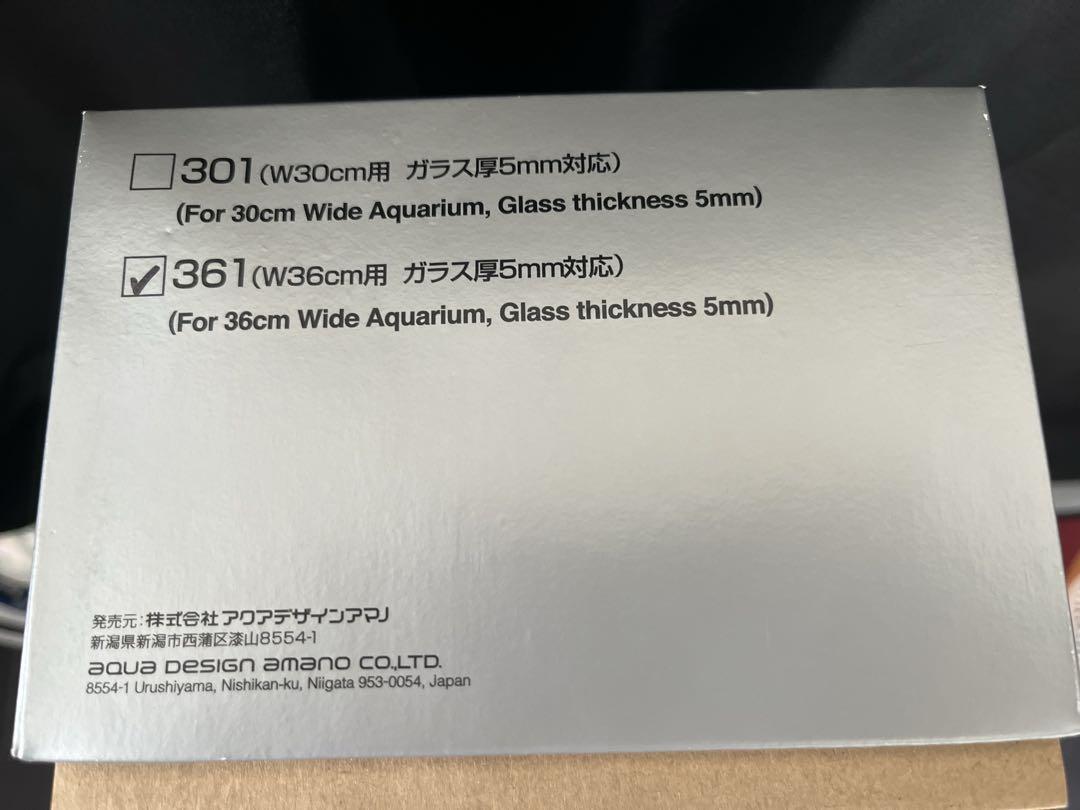 301(W30cm用 ガラス厚5mm対応)
(For 30cm Wide Aquarium, Glass thickness 5mm)
361(W36cm用 ガラス厚5mm対応)
(For 36cm Wide Aquarium, Glass thickness 5mm)
発売元:株式会社アクアデザインアマノ
新潟県新潟市西蒲区漆山8554-1
aqua DESIGN amano CO.,LTD.
8554-1 Urushiyama, Nishikan-ku, Niigata 953-0054, Japan